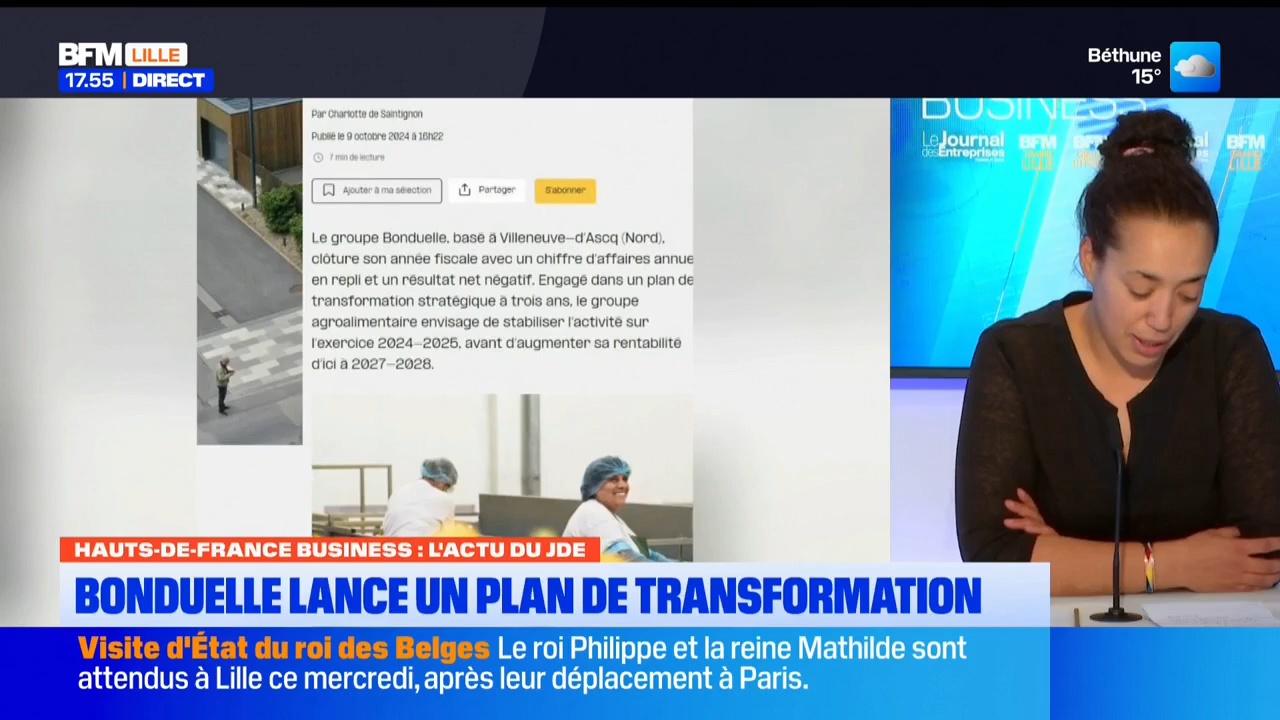 BFM LILLE
17.55 | DIRECT
Béthune
15°
Par Charlotte de Saintignon
Publié le 9 octobre 2024 à 16h22
7 min de lecture
Ajouter à ma sélection
Partager
S'abonner
Le groupe Bonduelle, basé à Villeneuve-d'Ascq (Nord),
clôture son année fiscale avec un chiffre d'affaires annue
en repli et un résultat net négatif. Engagé dans un plan de
transformation stratégique à trois ans, le groupe
agroalimentaire envisage de stabiliser l'activité sur
l'exercice 2024-2025, avant d'augmenter sa rentabilité
d'ici à 2027-2028.
BUSINESS
Le Journal
des Entreprises
BFM
LILLE
BFM
LILLE
HAUTS-DE-FRANCE BUSINESS : L'ACTU DU JDE
BONDUELLE LANCE UN PLAN DE TRANSFORMATION
Visite d'État du roi des Belges Le roi Philippe et la reine Mathilde sont
attendus à Lille ce mercredi, après leur déplacement à Paris.